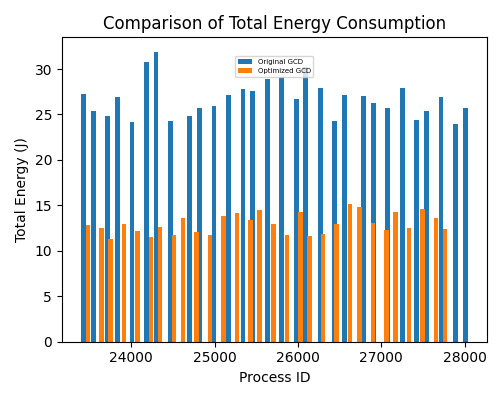 Comparison of Total Energy Consumption
Original GCD
Optimized GCD
Total Energy (J)
30
25
20
15
10
5
0
24000 25000 26000 27000 28000
Process ID